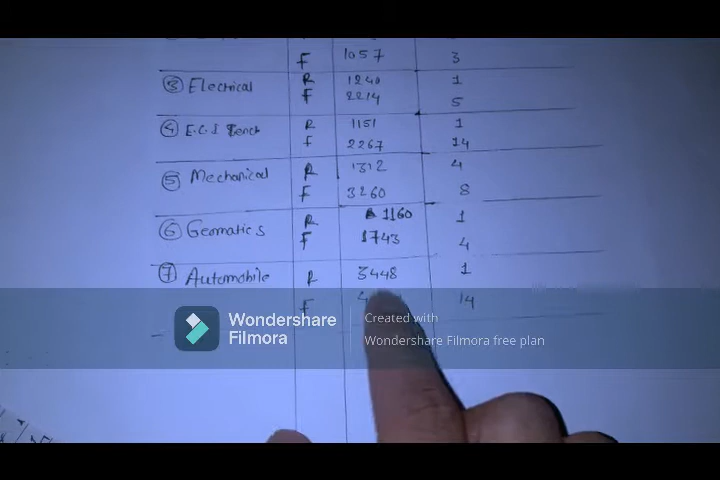 F 1057 3
③ Electrical R 1240 1
F 2214 5
④ R 1151 1
F 2267 14
⑤ Mechanical R 1312 4
F 3260 8
⑥ Geomatics R 1160 1
F 1743 4
⑦ Automobile R 3448 1
F 14
Wondershare
Filmora
Created with
Wondershare Filmora free plan